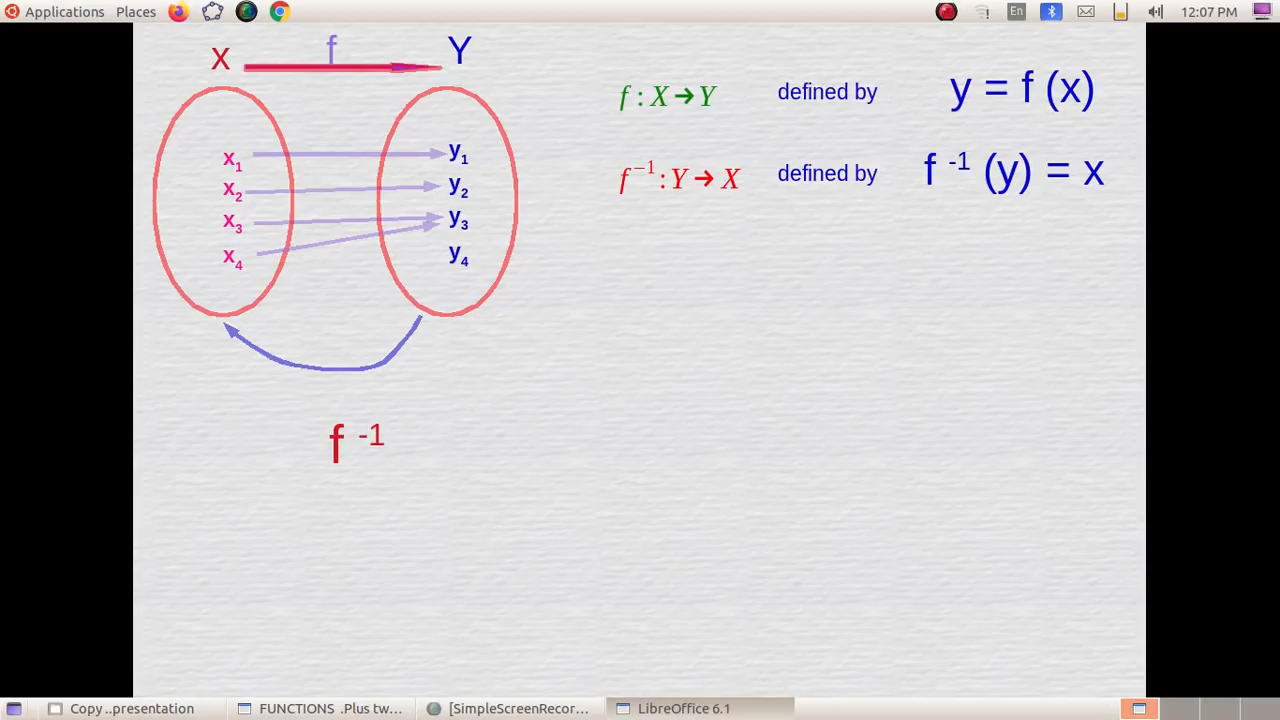 Applications Places En 12:07 PM
X f Y
f : X → Y defined by y = f (x)
f⁻¹ : Y → X defined by f ⁻¹ (y) = x
x₁ y₁
x₂ y₂
x₃ y₃
x₄ y₄
f ⁻¹
Copy ..presentation FUNCTIONS .Plus tw... [SimpleScreenRecor... LibreOffice 6.1